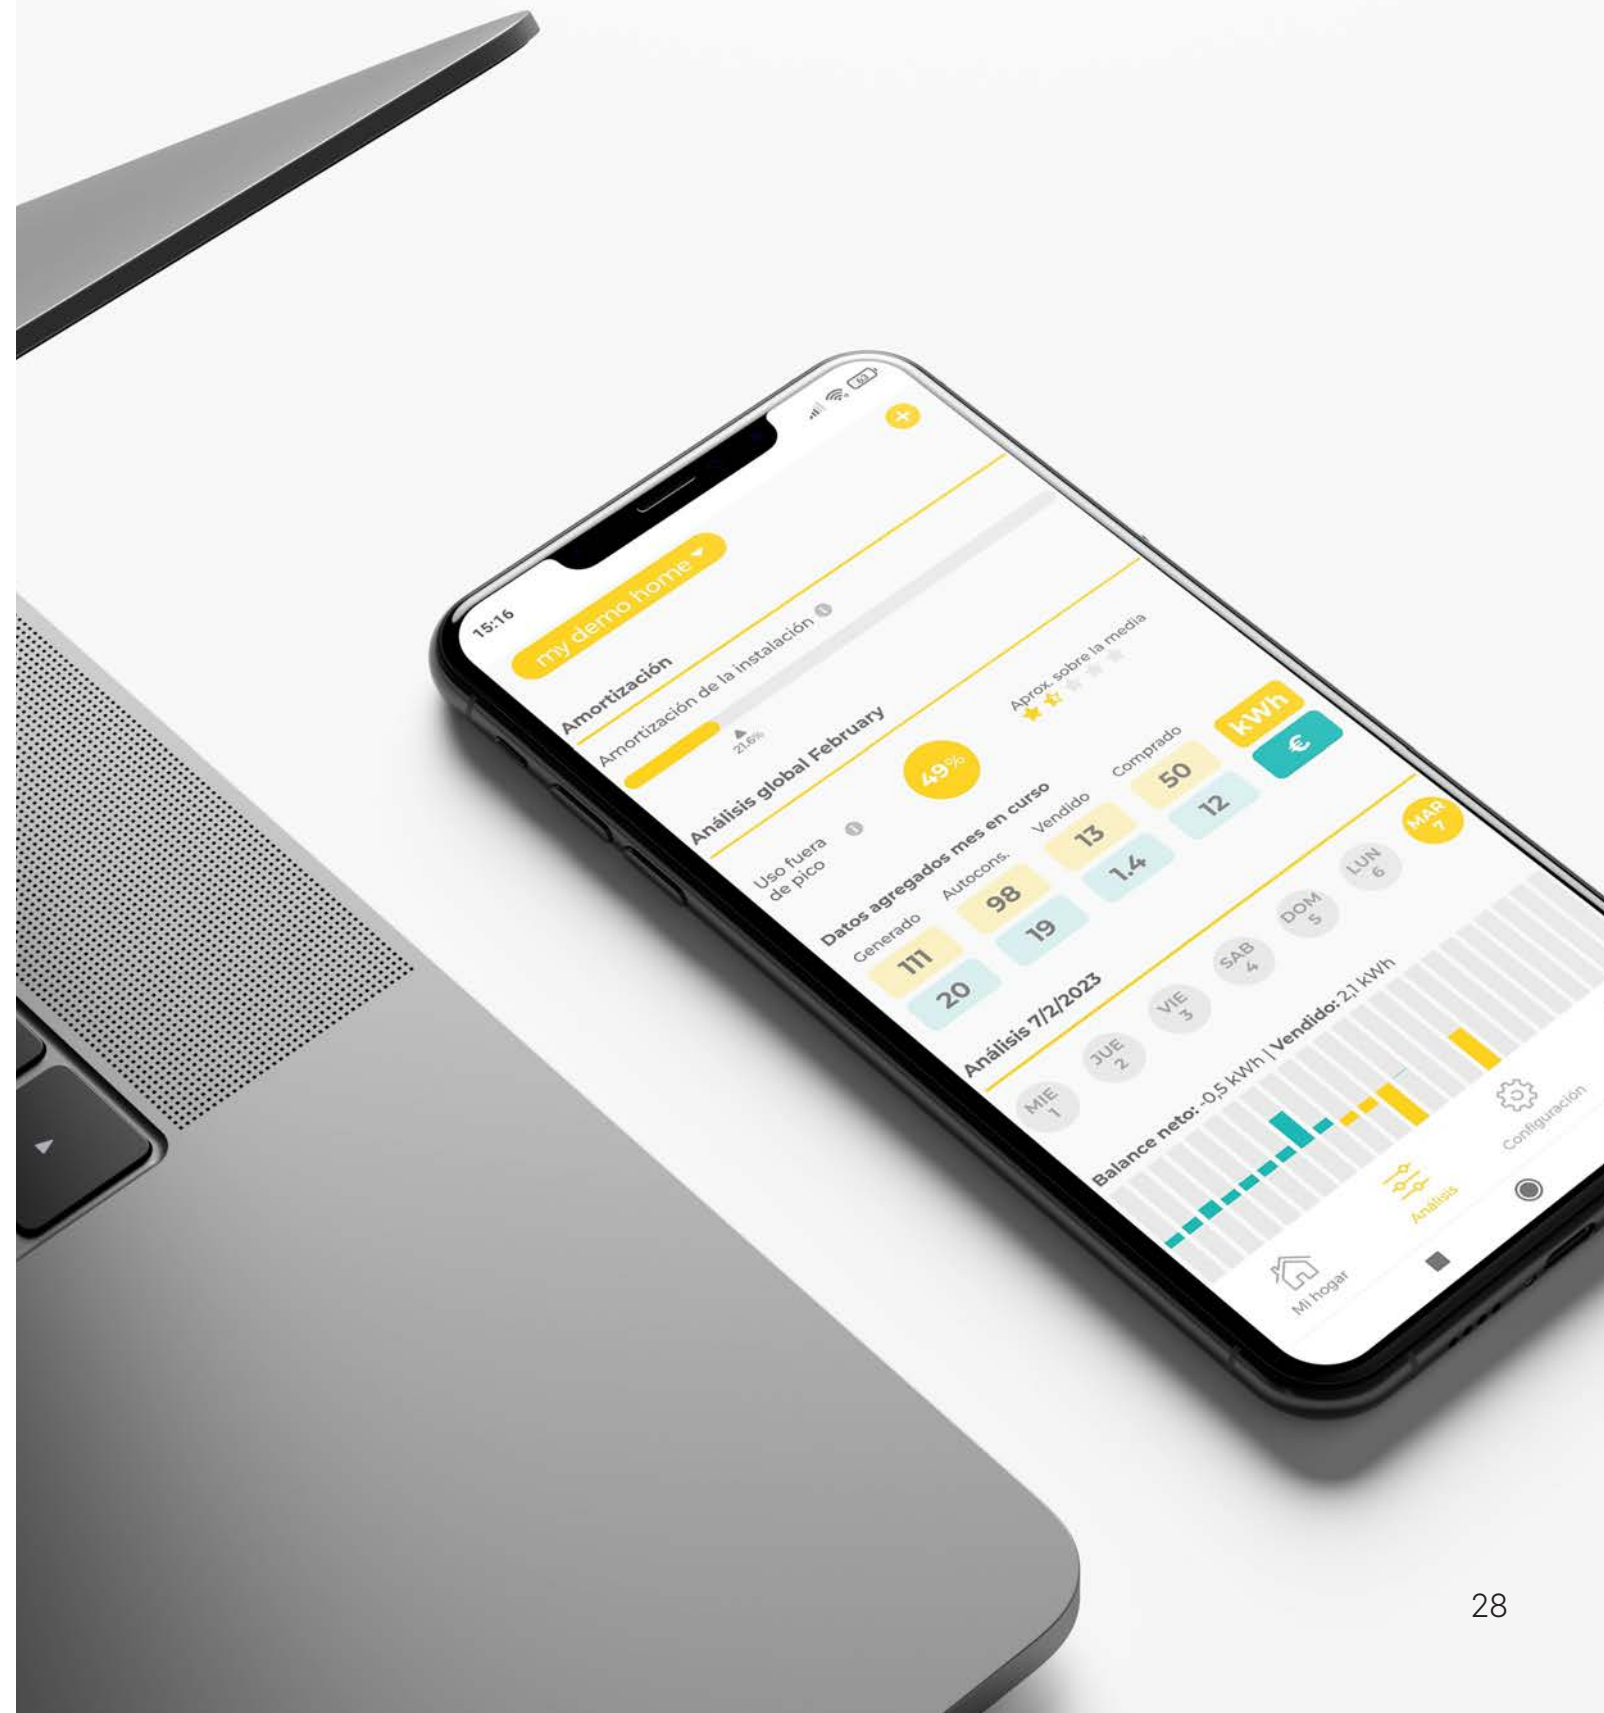 15:16
63
my demo home
+
Amortización
Amortización de la instalación i
21.6%
Análisis global February
Uso fuera
de pico
i
49%
Aprox. sobre la media
Datos agregados mes en curso
Generado Autocons. Vendido Comprado
111 98 13 50 kWh
20 19 1.4 12 €
Análisis 7/2/2023
MIE JUE VIE SAB DOM LUN MAR
1 2 3 4 5 6 7
Balance neto: -0,5 kWh | Vendido: 2,1 kWh
Mi hogar Análisis Configuración
28